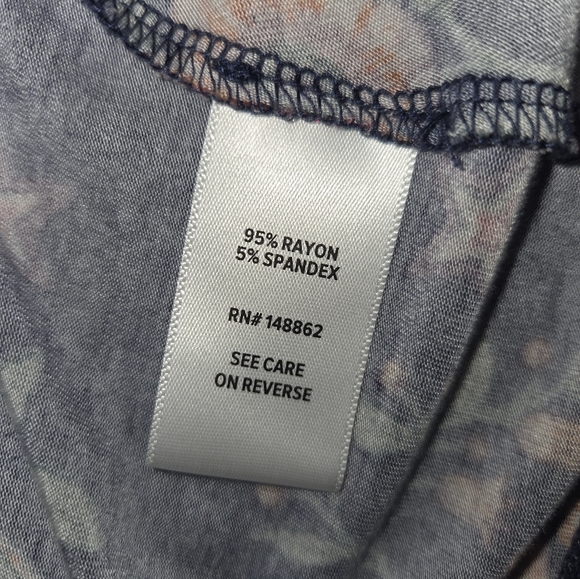 95% RAYON
5% SPANDEX
RN# 148862
SEE CARE
ON REVERSE